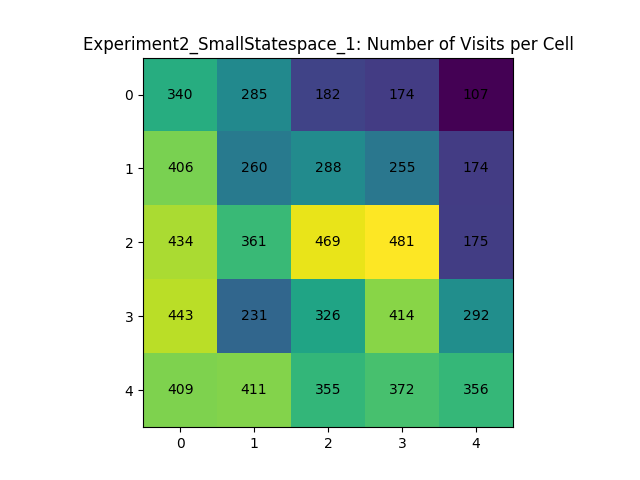 Experiment2_SmallStatespace_1: Number of Visits per Cell
0 340 285 182 174 107
1 406 260 288 255 174
2 434 361 469 481 175
3 443 231 326 414 292
4 409 411 355 372 356
0 1 2 3 4